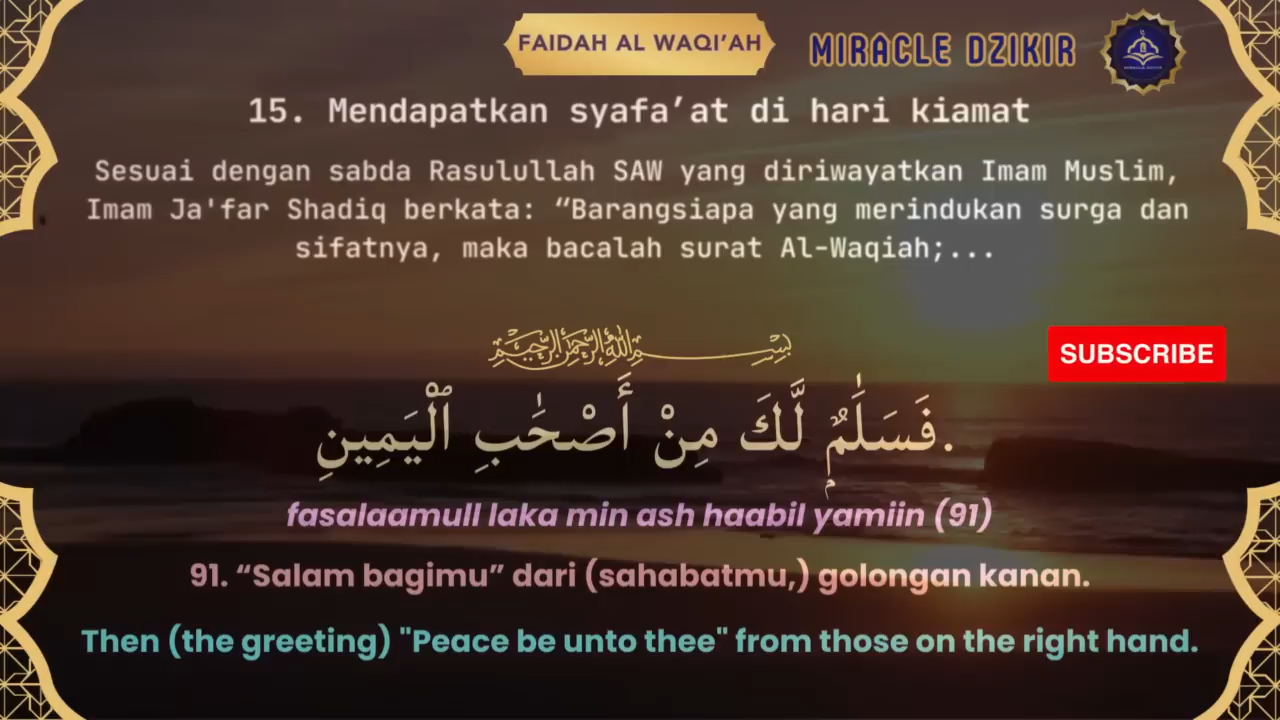 FAIDAH AL WAQI’AH
MIRACLE DZIKIR
15. Mendapatkan syafa’at di hari kiamat
Sesuai dengan sabda Rasulullah SAW yang diriwayatkan Imam Muslim,
Imam Ja'far Shadiq berkata: “Barangsiapa yang merindukan surga dan
sifatnya, maka bacalah surat Al-Waqiah;...
بِسْمِ اللَّهِ الرَّحْمَٰنِ الرَّحِيمِ
SUBSCRIBE
.فَسَلَٰمٌۭ لَّكَ مِنْ أَصْحَٰبِ ٱلْيَمِينِ
fasalaamull laka min ash haabil yamiin (91)
91. “Salam bagimu” dari (sahabatmu,) golongan kanan.
Then (the greeting) "Peace be unto thee" from those on the right hand.